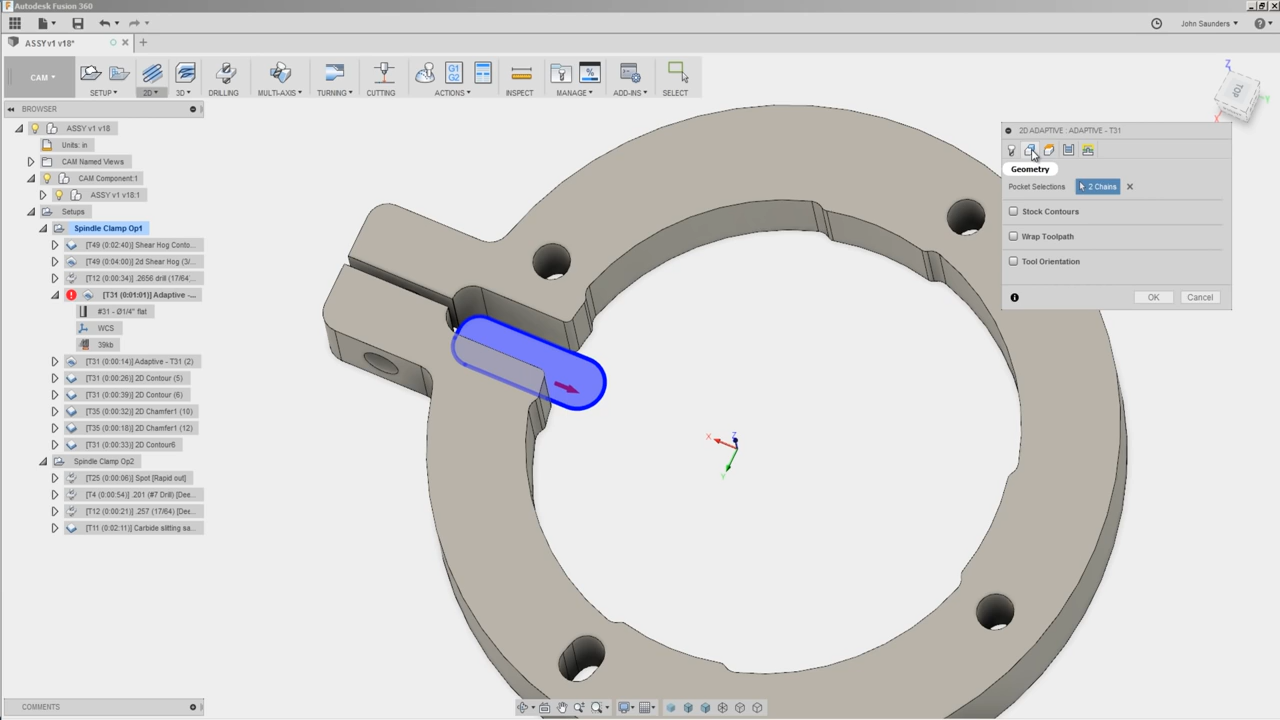 Autodesk Fusion 360
John Saunders
ASSY v1 v18*
CAM
SETUP
2D
3D
DRILLING
MULTI-AXIS
TURNING
CUTTING
G1
G2
ACTIONS
INSPECT
MANAGE
ADD-INS
SELECT
BROWSER
ASSY v1 v18
Units: in
CAM Named Views
CAM Component:1
ASSY v1 v18:1
Setups
Spindle Clamp Op1
[T49 (0:02:40)] Shear Hog Conto...
[T49 (0:04:00)] 2d Shear Hog (3/...
[T12 (0:00:34)] .2656 drill (17/64)...
[T31 (0:01:01)] Adaptive -...
#31 - Ø1/4" flat
WCS
39kb
[T31 (0:00:14)] Adaptive - T31 (2)
[T31 (0:00:26)] 2D Contour (5)
[T31 (0:00:39)] 2D Contour (6)
[T35 (0:00:32)] 2D Chamfer1 (10)
[T35 (0:00:18)] 2D Chamfer1 (12)
[T31 (0:00:33)] 2D Contour6
Spindle Clamp Op2
[T25 (0:00:06)] Spot [Rapid out]
[T4 (0:00:54)] .201 (#7 Drill) [Dee...
[T12 (0:00:21)] .257 (17/64) [Dee...
[T11 (0:02:11)] Carbide slitting sa...
COMMENTS
X
Z
Y
Z
TOP
Y
X
2D ADAPTIVE : ADAPTIVE - T31
Geometry
Pocket Selections
2 Chains
Stock Contours
Wrap Toolpath
Tool Orientation
OK
Cancel